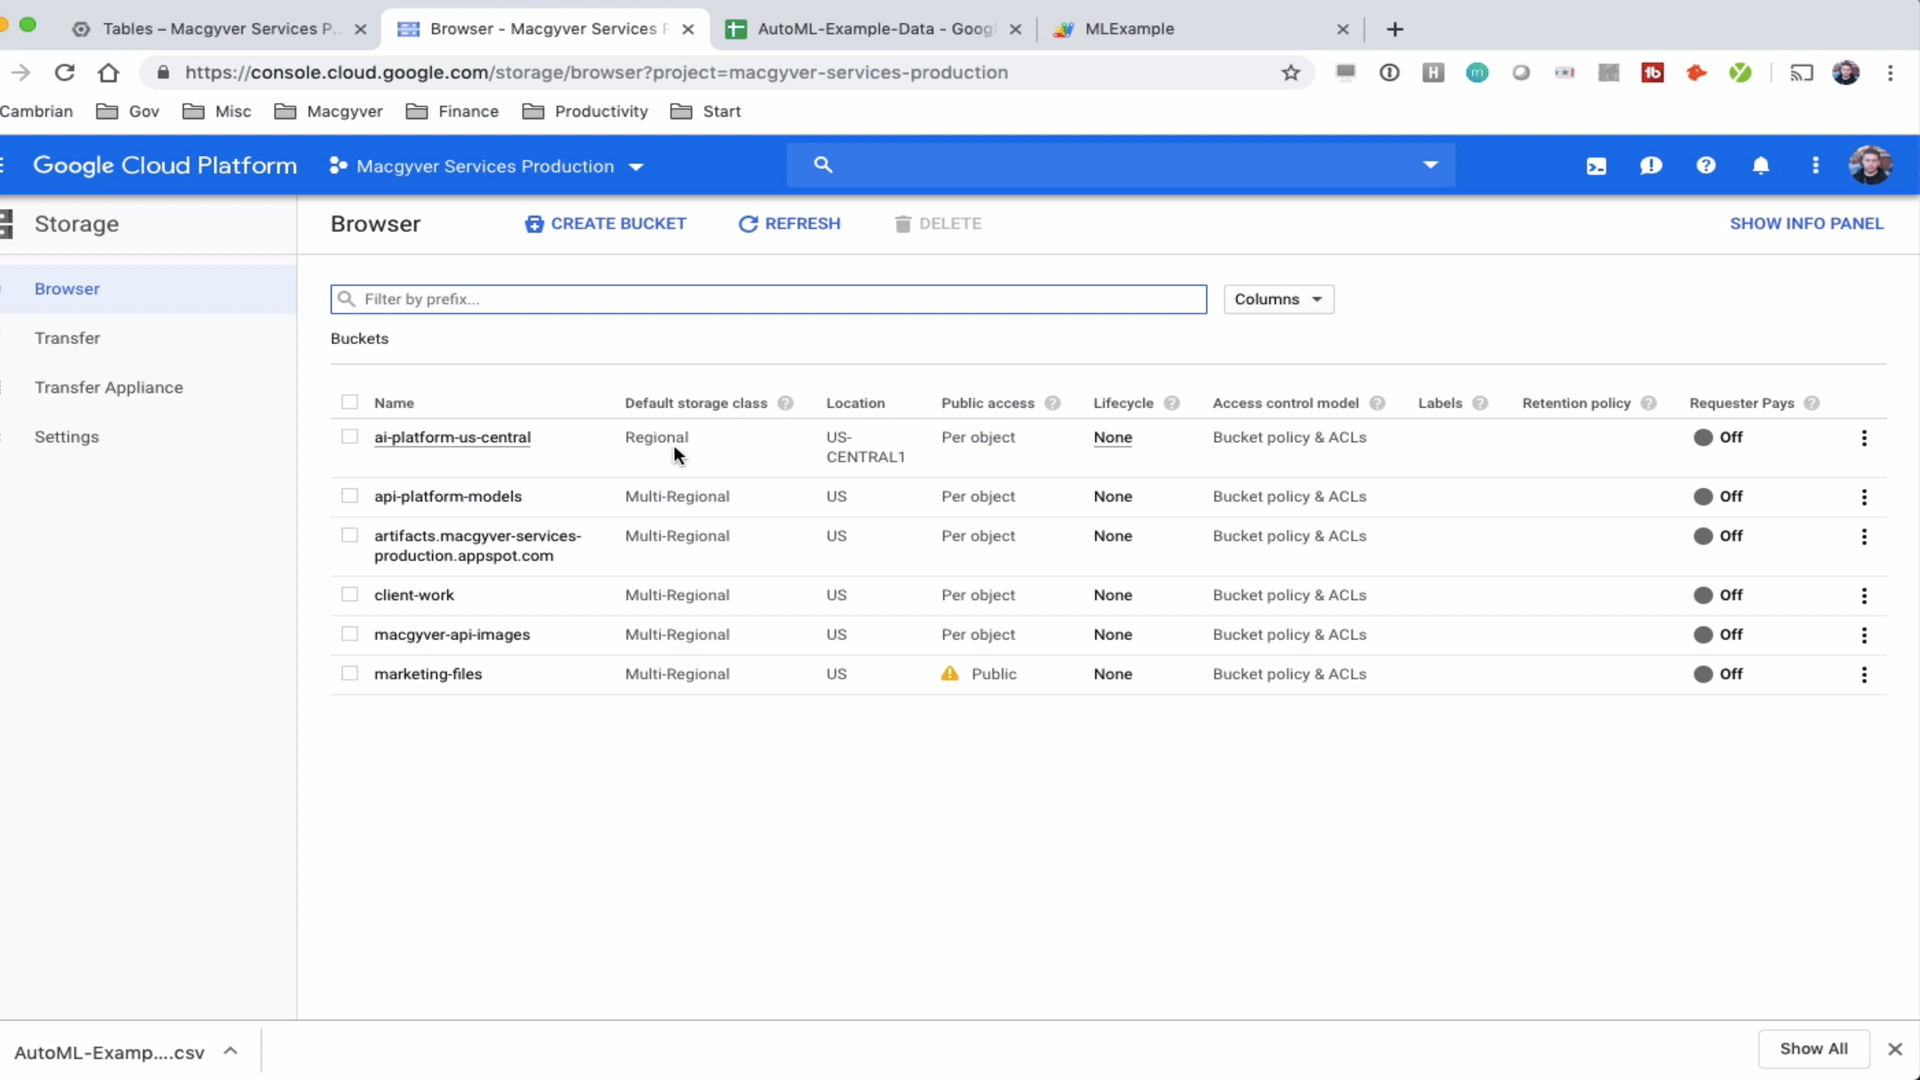 Tables – Macgyver Services P...
Browser - Macgyver Services P
AutoML-Example-Data - Googl
MLExample
https://console.cloud.google.com/storage/browser?project=macgyver-services-production
Cambrian Gov Misc Macgyver Finance Productivity Start
Google Cloud Platform Macgyver Services Production
Storage
Browser CREATE BUCKET REFRESH DELETE SHOW INFO PANEL
Browser
Transfer
Transfer Appliance
Settings
Filter by prefix... Columns
Buckets
Name Default storage class Location Public access Lifecycle Access control model Labels Retention policy Requester Pays
ai-platform-us-central Regional US-
CENTRAL1 Per object None Bucket policy & ACLs Off
api-platform-models Multi-Regional US Per object None Bucket policy & ACLs Off
artifacts.macgyver-services-
production.appspot.com Multi-Regional US Per object None Bucket policy & ACLs Off
client-work Multi-Regional US Per object None Bucket policy & ACLs Off
macgyver-api-images Multi-Regional US Per object None Bucket policy & ACLs Off
marketing-files Multi-Regional US Public None Bucket policy & ACLs Off
AutoML-Examp....csv Show All